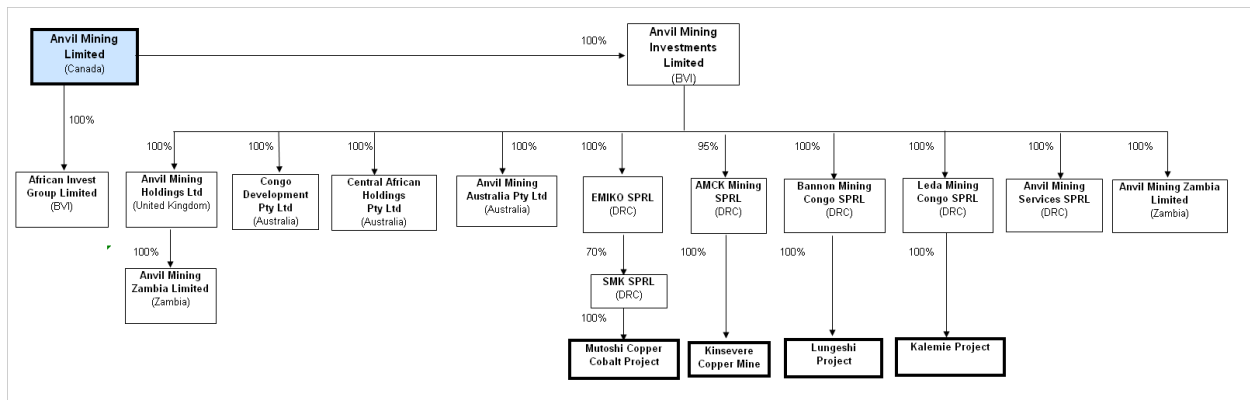 Anvil Mining
Limited
(Canada)
100%
Anvil Mining
Investments
Limited
(BVI)
100%
100%
100%
100%
100%
100%
95%
100%
100%
100%
100%
African Invest
Group Limited
(BVI)
Anvil Mining
Holdings Ltd
(United Kingdom)
Congo
Development
Pty Ltd
(Australia)
Central African
Holdings
Pty Ltd
(Australia)
Anvil Mining
Australia Pty Ltd
(Australia)
EMIKO SPRL
(DRC)
AMCK Mining
SPRL
(DRC)
Bannon Mining
Congo SPRL
(DRC)
Leda Mining
Congo SPRL
(DRC)
Anvil Mining
Services SPRL
(DRC)
Anvil Mining Zambia
Limited
(Zambia)
100%
70%
100%
100%
100%
Anvil Mining
Zambia Limited
(Zambia)
SMK SPRL
(DRC)
100%
Mutoshi Copper
Cobalt Project
Kinsevere
Copper Mine
Lungeshi
Project
Kalemie Project